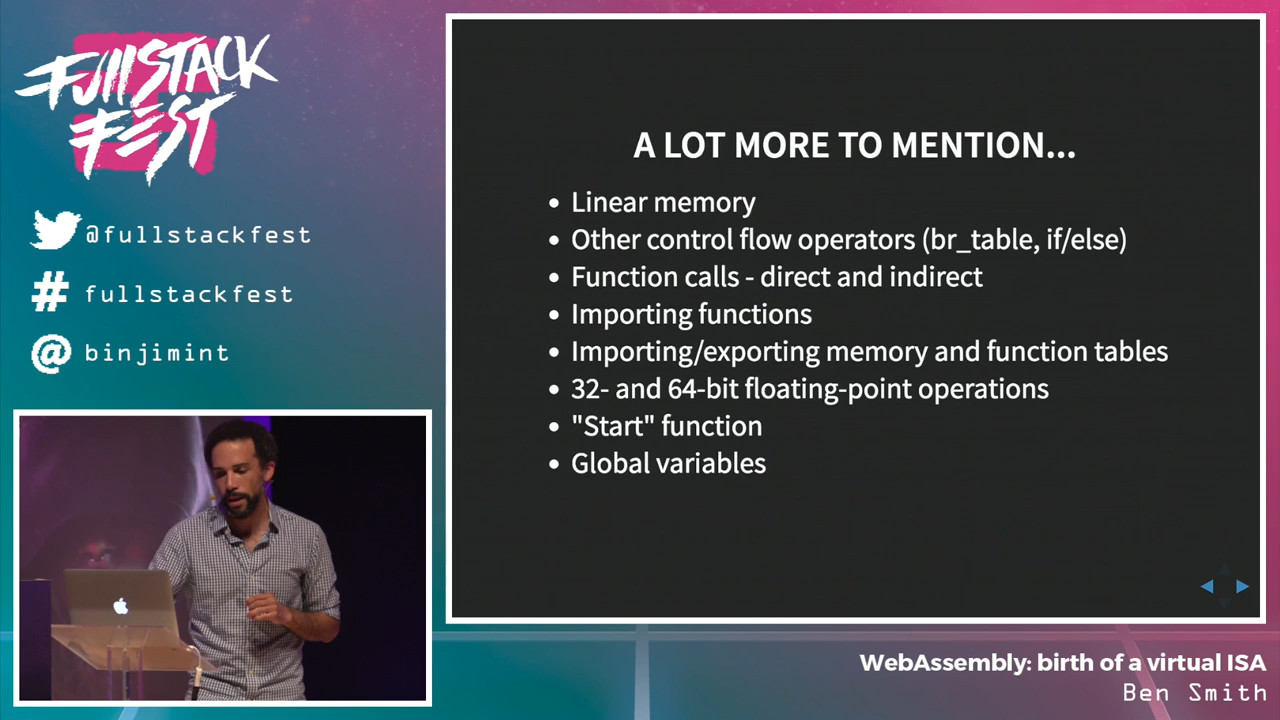 FullStack
Fest
@fullstackfest
# fullstackfest
@ binjimint
A LOT MORE TO MENTION...
• Linear memory
• Other control flow operators (br_table, if/else)
• Function calls - direct and indirect
• Importing functions
• Importing/exporting memory and function tables
• 32- and 64-bit floating-point operations
• "Start" function
• Global variables
WebAssembly: birth of a virtual ISA
Ben Smith